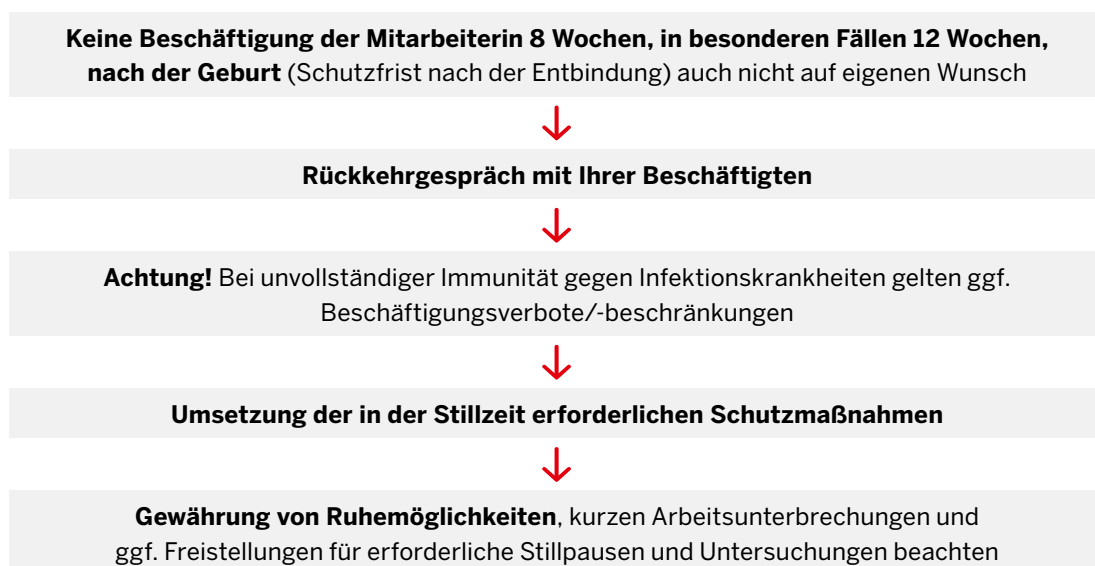 Keine Beschäftigung der Mitarbeiterin 8 Wochen, in besonderen Fällen 12 Wochen,
nach der Geburt (Schutzfrist nach der Entbindung) auch nicht auf eigenen Wunsch
Rückkehrgespräch mit Ihrer Beschäftigten
Achtung! Bei unvollständiger Immunität gegen Infektionskrankheiten gelten ggf.
Beschäftigungsverbote/-beschränkungen
Umsetzung der in der Stillzeit erforderlichen Schutzmaßnahmen
Gewährung von Ruhemöglichkeiten, kurzen Arbeitsunterbrechungen und
ggf. Freistellungen für erforderliche Stillpausen und Untersuchungen beachten